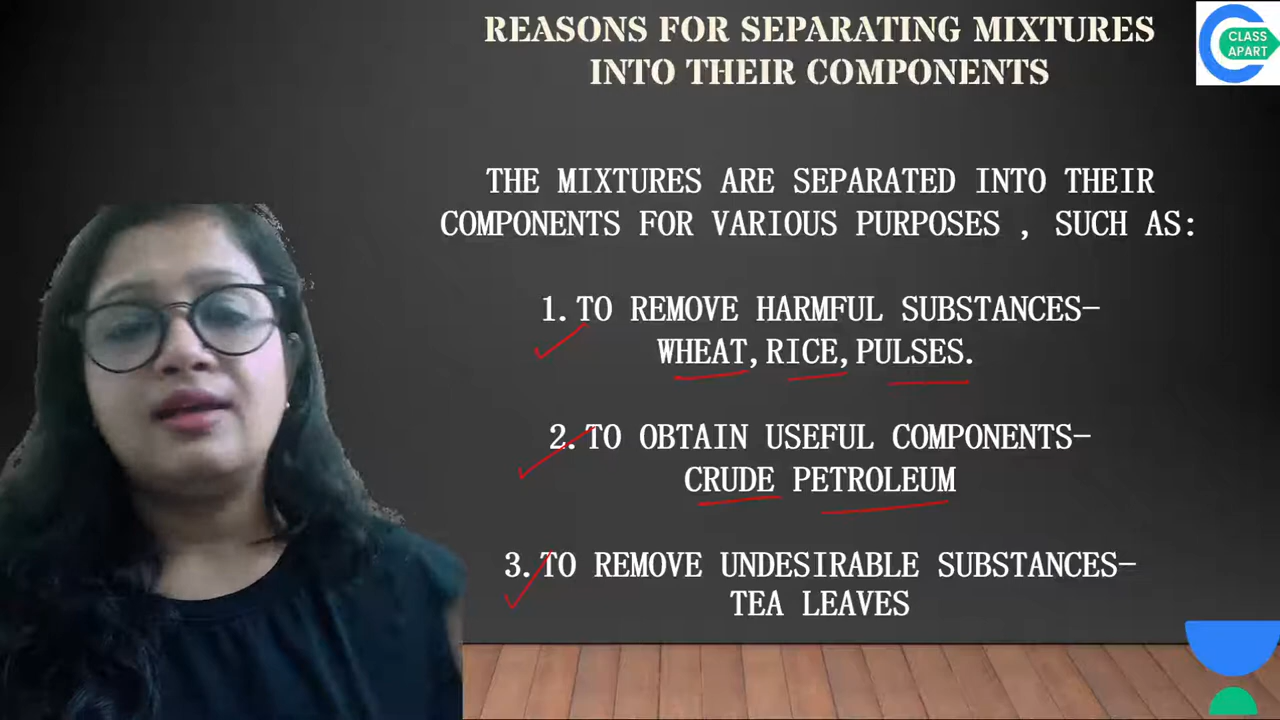 REASONS FOR SEPARATING MIXTURES
INTO THEIR COMPONENTS
CLASS
APART
THE MIXTURES ARE SEPARATED INTO THEIR
COMPONENTS FOR VARIOUS PURPOSES , SUCH AS:
1. TO REMOVE HARMFUL SUBSTANCES-
WHEAT, RICE, PULSES.
2. TO OBTAIN USEFUL COMPONENTS-
CRUDE PETROLEUM
3. TO REMOVE UNDESIRABLE SUBSTANCES-
TEA LEAVES